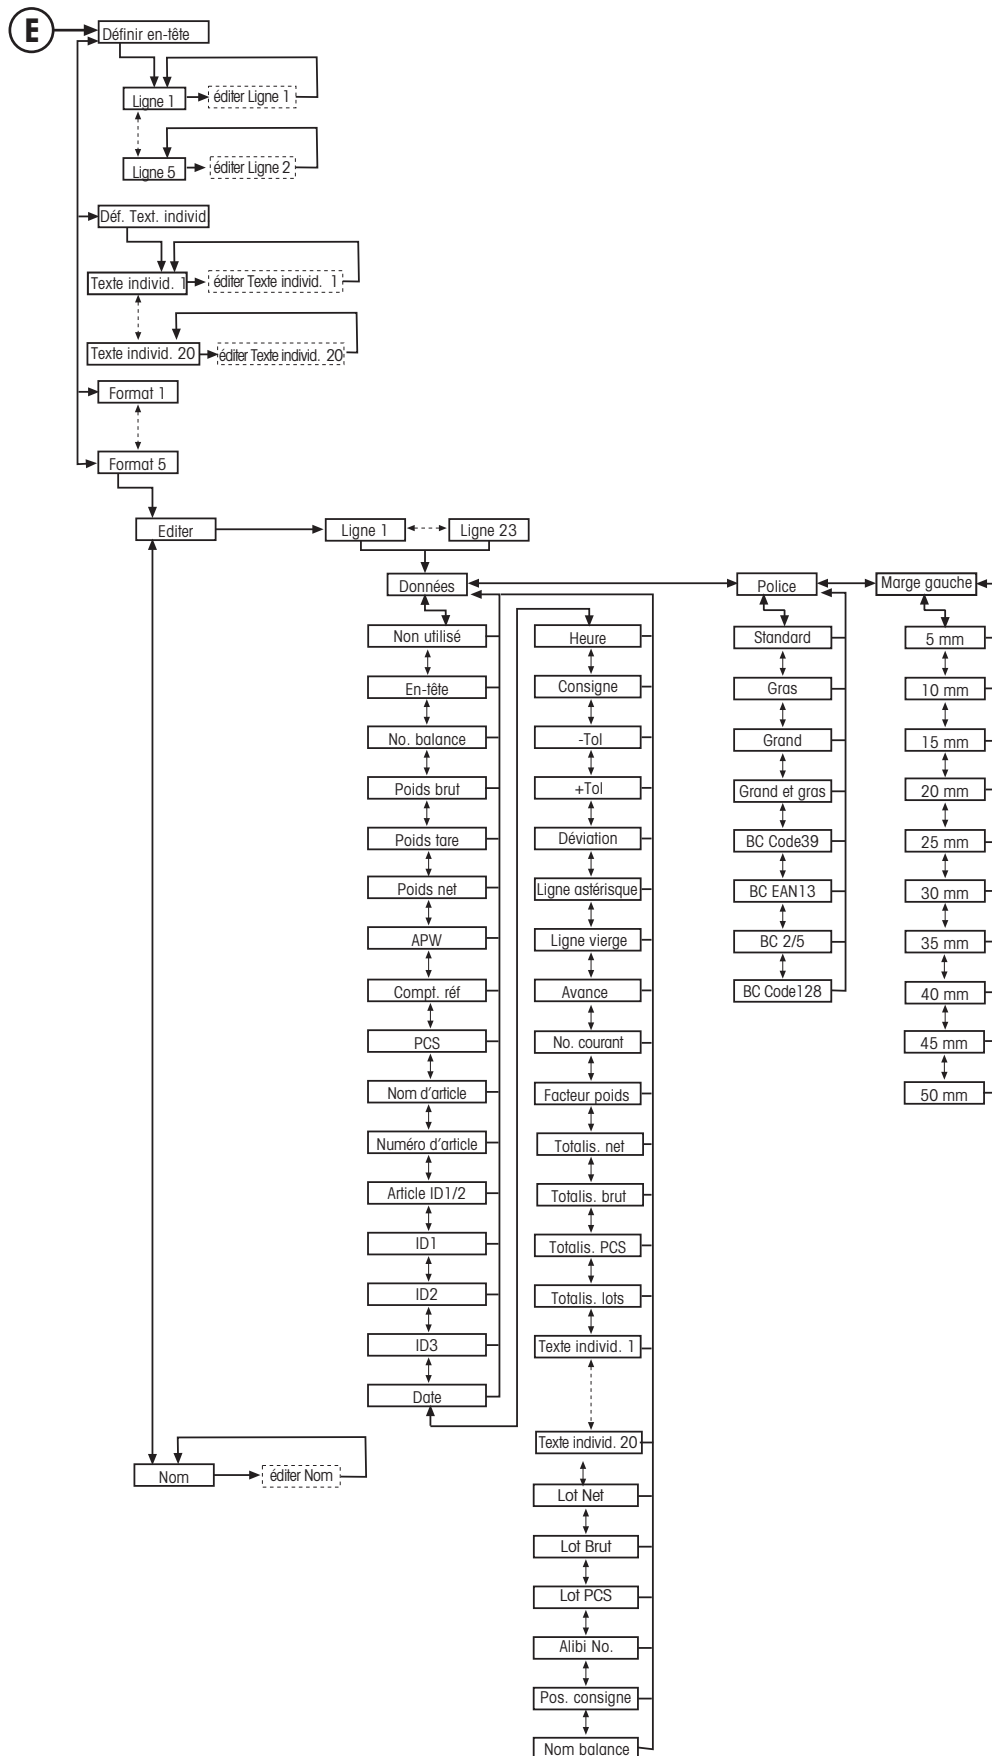 E
Définir en-tête
Ligne 1
éditer Ligne 1
Ligne 5
éditer Ligne 2
Déf. Text. individ
Texte individ. 1
éditer Texte individ. 1
Texte individ. 20
éditer Texte individ. 20
Format 1
Format 5
Editer
Ligne 1
Ligne 23
Données
Police
Marge gauche
Non utilisé
En-tête
No. balance
Poids brut
Poids tare
Poids net
APW
Compt. réf
PCS
Nom d'article
Numéro d'article
Article ID1/2
ID1
ID2
ID3
Date
Heure
Consigne
-Tol
+Tol
Déviation
Ligne astérisque
Ligne vierge
Avance
No. courant
Facteur poids
Totalis. net
Totalis. brut
Totalis. PCS
Totalis. lots
Texte individ. 1
Texte individ. 20
Lot Net
Lot Brut
Lot PCS
Alibi No.
Pos. consigne
Nom balance
Standard
Gras
Grand
Grand et gras
BC Code39
BC EAN13
BC 2/5
BC Code128
5 mm
10 mm
15 mm
20 mm
25 mm
30 mm
35 mm
40 mm
45 mm
50 mm
Nom
éditer Nom